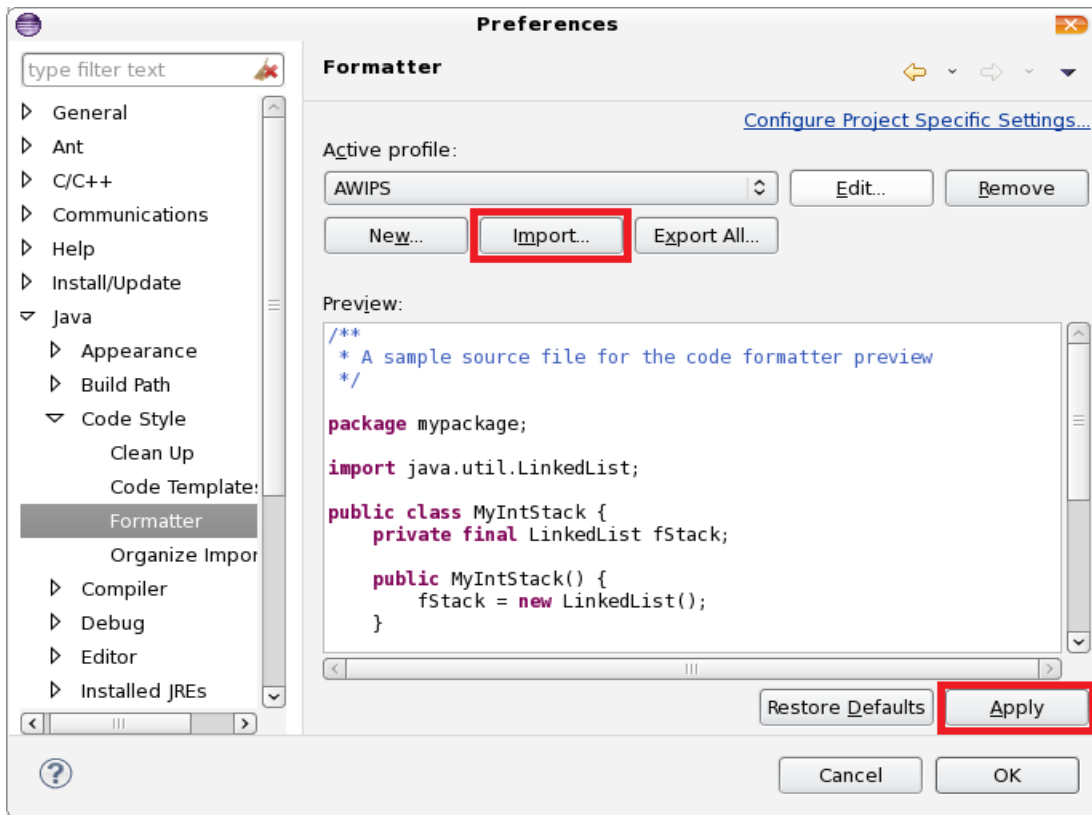 Preferences
type filter text
General
Ant
C/C++
Communications
Help
Install/Update
Java
Appearance
Build Path
Code Style
Clean Up
Code Templates
Formatter
Organize Impor
Compiler
Debug
Editor
Installed JREs
Formatter
Configure Project Specific Settings...
Active profile:
AWIPS
Edit...
Remove
New...
Import...
Export All...
Preview:
/**
 * A sample source file for the code formatter preview
 */
package mypackage;
import java.util.LinkedList;
public class MyIntStack {
    private final LinkedList fStack;
    public MyIntStack() {
        fStack = new LinkedList();
    }
Restore Defaults
Apply
Cancel
OK